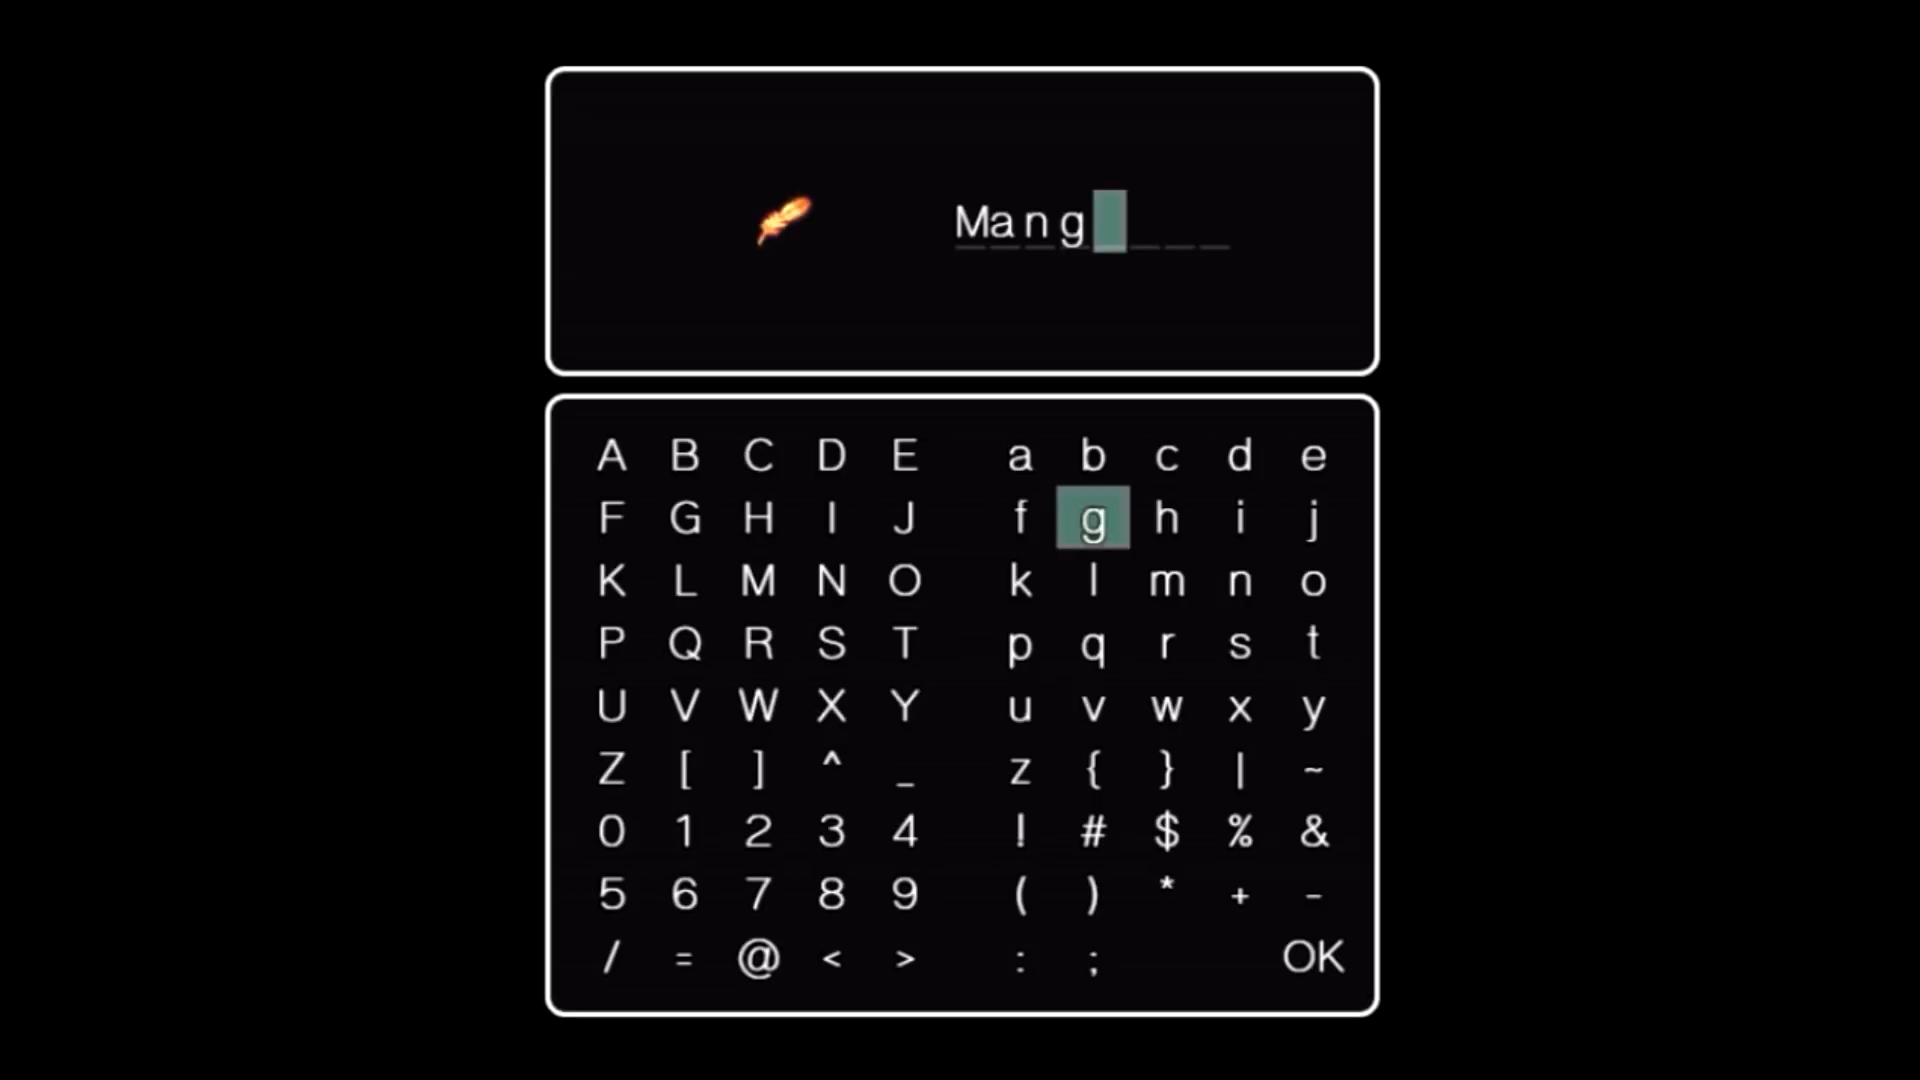 Mang
A B C D E a b c d e
F G H I J f g h i j
K L M N O k l m n o
P Q R S T p q r s t
U V W X Y u v w x y
Z [ ] ^ _ z { } | ~
0 1 2 3 4 ! # $ % &
5 6 7 8 9 ( ) * + -
/ = @ < > : ; OK